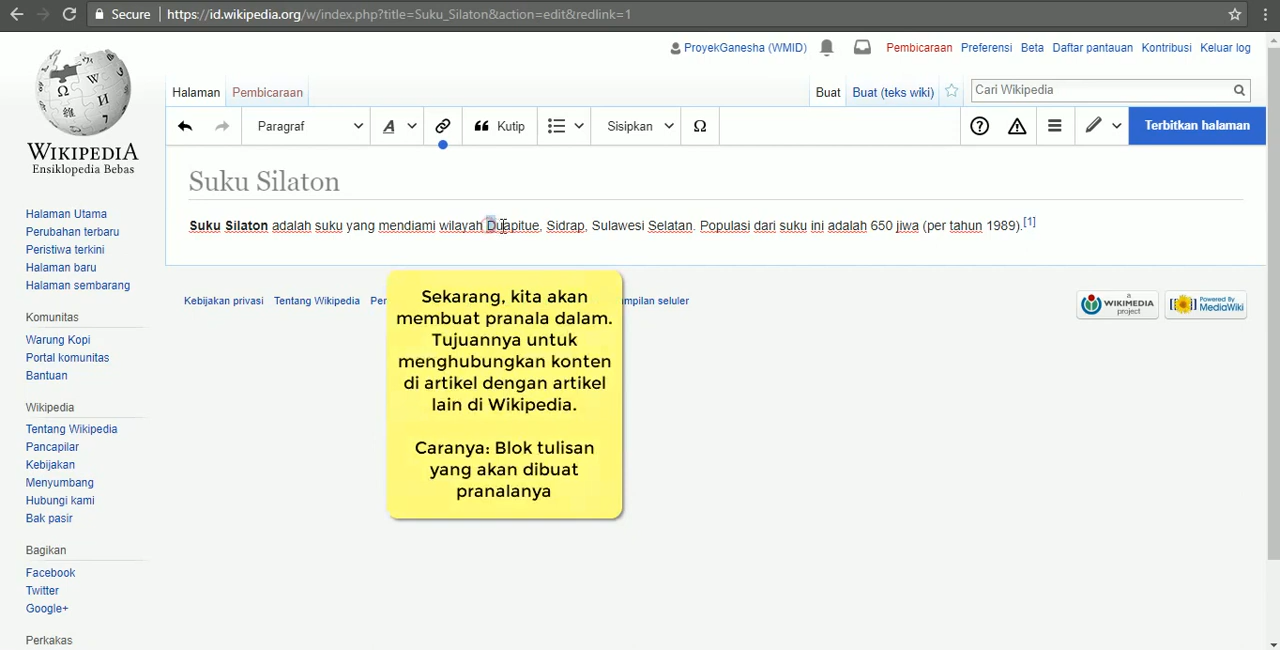 Secure https://id.wikipedia.org/w/index.php?title=Suku_Silaton&action=edit&redlink=1
ProyekGanesha (WMID) Pembicaraan Preferensi Beta Daftar pantauan Kontribusi Keluar log
Halaman Pembicaraan Buat Buat (teks wiki) Cari Wikipedia
Paragraf A Kutip Sisipkan Ω Terbitkan halaman
WIKIPEDIA
Ensiklopedia Bebas
Suku Silaton
Suku Silaton adalah suku yang mendiami wilayah Duapitue, Sidrap, Sulawesi Selatan. Populasi dari suku ini adalah 650 jiwa (per tahun 1989).[1]
Halaman Utama
Perubahan terbaru
Peristiwa terkini
Halaman baru
Halaman sembarang
Komunitas
Warung Kopi
Portal komunitas
Bantuan
Wikipedia
Tentang Wikipedia
Pancapilar
Kebijakan
Menyumbang
Hubungi kami
Bak pasir
Bagikan
Facebook
Twitter
Google+
Perkakas
Sekarang, kita akan
membuat pranala dalam.
Tujuannya untuk
menghubungkan konten
di artikel dengan artikel
lain di Wikipedia.
Caranya: Blok tulisan
yang akan dibuat
pranalanya
Kebijakan privasi Tentang Wikipedia seluler
A WIKIMEDIA project
Powered By MediaWiki